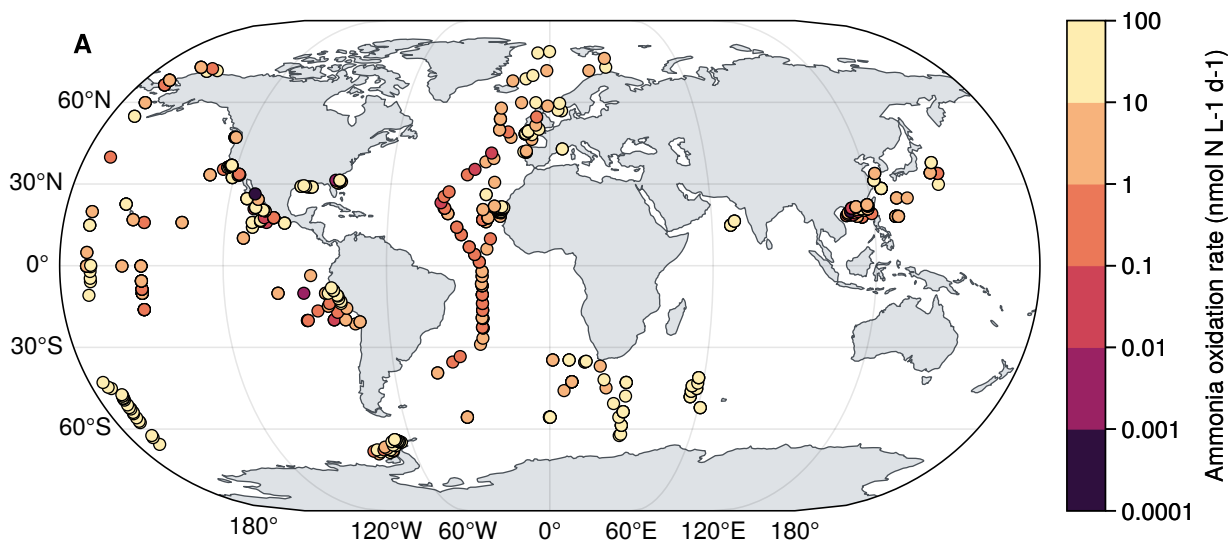 A
60°N
30°N
0°
30°S
60°S
180° 120°W 60°W 0° 60°E 120°E 180°
100
10
1
0.1
0.01
0.001
0.0001
Ammonia oxidation rate (nmol N L-1 d-1)